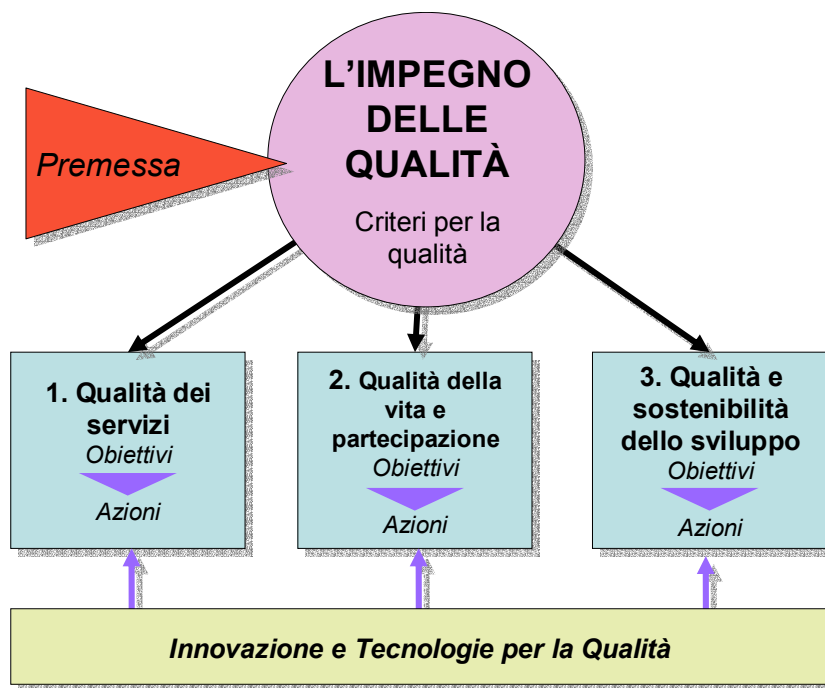 L'IMPEGNO
DELLE
QUALITÀ
Criteri per la
qualità
Premessa
1. Qualità dei
servizi
Obiettivi
Azioni
2. Qualità della
vita e
partecipazione
Obiettivi
Azioni
3. Qualità e
sostenibilità
dello sviluppo
Obiettivi
Azioni
Innovazione e Tecnologie per la Qualità